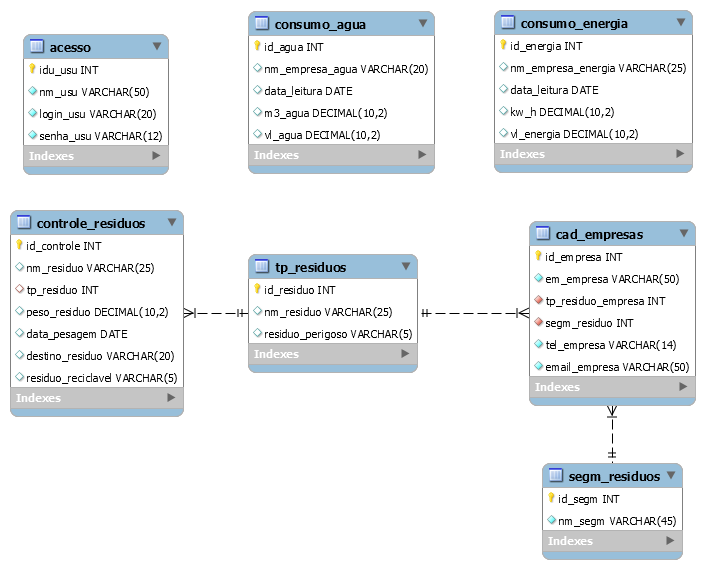 acesso
idu_usu INT
nm_usu VARCHAR(50)
login_usu VARCHAR(20)
senha_usu VARCHAR(12)
Indexes
consumo_agua
id_agua INT
nm_empresa_agua VARCHAR(20)
data_leitura DATE
m3_agua DECIMAL(10,2)
vl_agua DECIMAL(10,2)
Indexes
consumo_energia
id_energia INT
nm_empresa_energia VARCHAR(25)
data_leitura DATE
kw_h DECIMAL(10,2)
vl_energia DECIMAL(10,2)
Indexes
controle_residuos
id_controle INT
nm_residuo VARCHAR(25)
tp_residuo INT
peso_residuo DECIMAL(10,2)
data_pesagem DATE
destino_residuo VARCHAR(20)
residuo_reciclavel VARCHAR(5)
Indexes
tp_residuos
id_residuo INT
nm_residuo VARCHAR(25)
residuo_perigoso VARCHAR(5)
Indexes
cad_empresas
id_empresa INT
em_empresa VARCHAR(50)
tp_residuo_empresa INT
segm_residuo INT
tel_empresa VARCHAR(14)
email_empresa VARCHAR(50)
Indexes
segm_residuos
id_segm INT
nm_segm VARCHAR(45)
Indexes